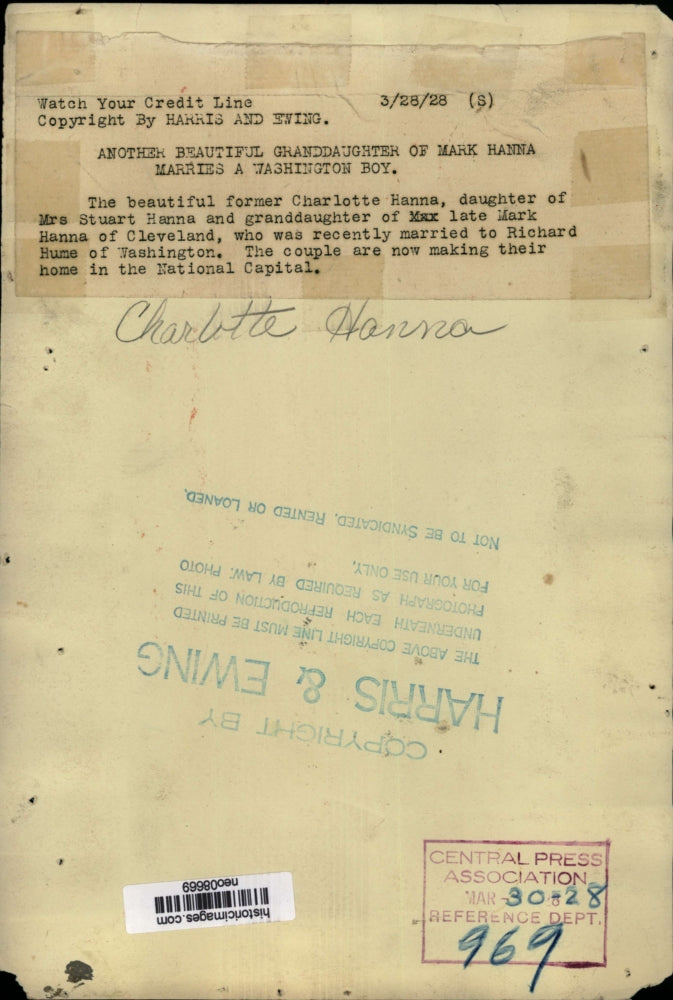 Watch Your Credit Line 3/28/28 (S)
Copyright By HARRIS AND EWING.
ANOTHER BEAUTIFUL GRANDDAUGHTER OF MARK HANNA
MARRIES A WASHINGTON BOY.
The beautiful former Charlotte Hanna, daughter of
Mrs Stuart Hanna and granddaughter of Mxx late Mark
Hanna of Cleveland, who was recently married to Richard
Hume of Washington. The couple are now making their
home in the National Capital.
Charlotte Hanna
COPYRIGHT BY
HARRIS & EWING
THE ABOVE COPYRIGHT LINE MUST BE PRINTED
UNDERNEATH EACH REPRODUCTION OF THIS
PHOTOGRAPH AS REQUIRED BY LAW. PHOTO
FOR YOUR USE ONLY,
NOT TO BE SYNDICATED, RENTED OR LOANED.
historicimages.com
neo08669
CENTRAL PRESS
ASSOCIATION
MAR 30-28
REFERENCE DEPT.
969